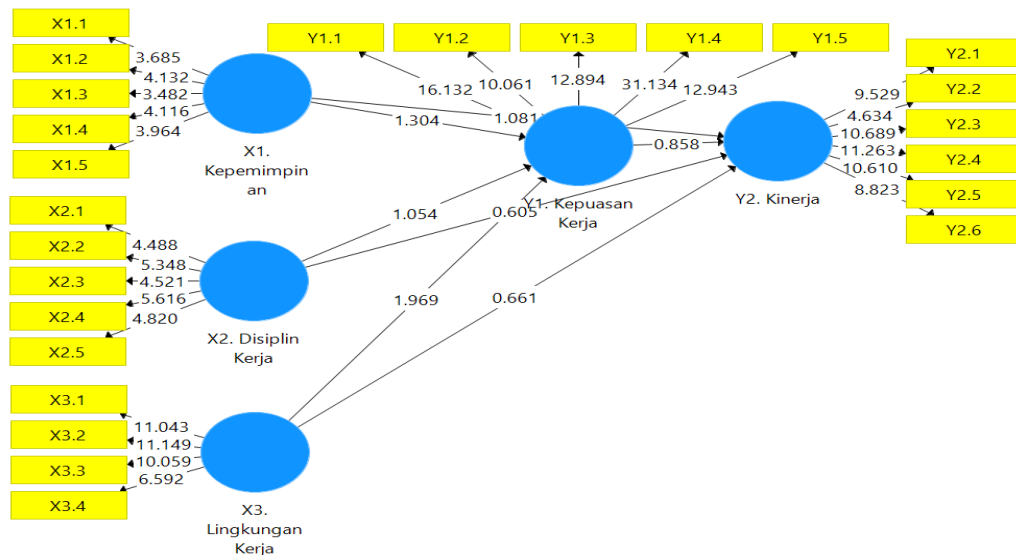 X1.1
X1.2
X1.3
X1.4
X1.5
3.685
4.132
3.482
4.116
3.964
X1.
Kepemimpin
an
X2.1
X2.2
X2.3
X2.4
X2.5
4.488
5.348
4.521
5.616
4.820
X2. Disiplin
Kerja
X3.1
X3.2
X3.3
X3.4
11.043
11.149
10.059
6.592
X3.
Lingkungan
Kerja
1.304
1.081
1.054
0.605
1.969
0.661
0.858
Y1.1
Y1.2
Y1.3
Y1.4
Y1.5
16.132
10.061
12.894
31.134
12.943
Y1. Kepuasan
Kerja
Y2. Kinerja
9.529
4.634
10.689
11.263
10.610
8.823
Y2.1
Y2.2
Y2.3
Y2.4
Y2.5
Y2.6